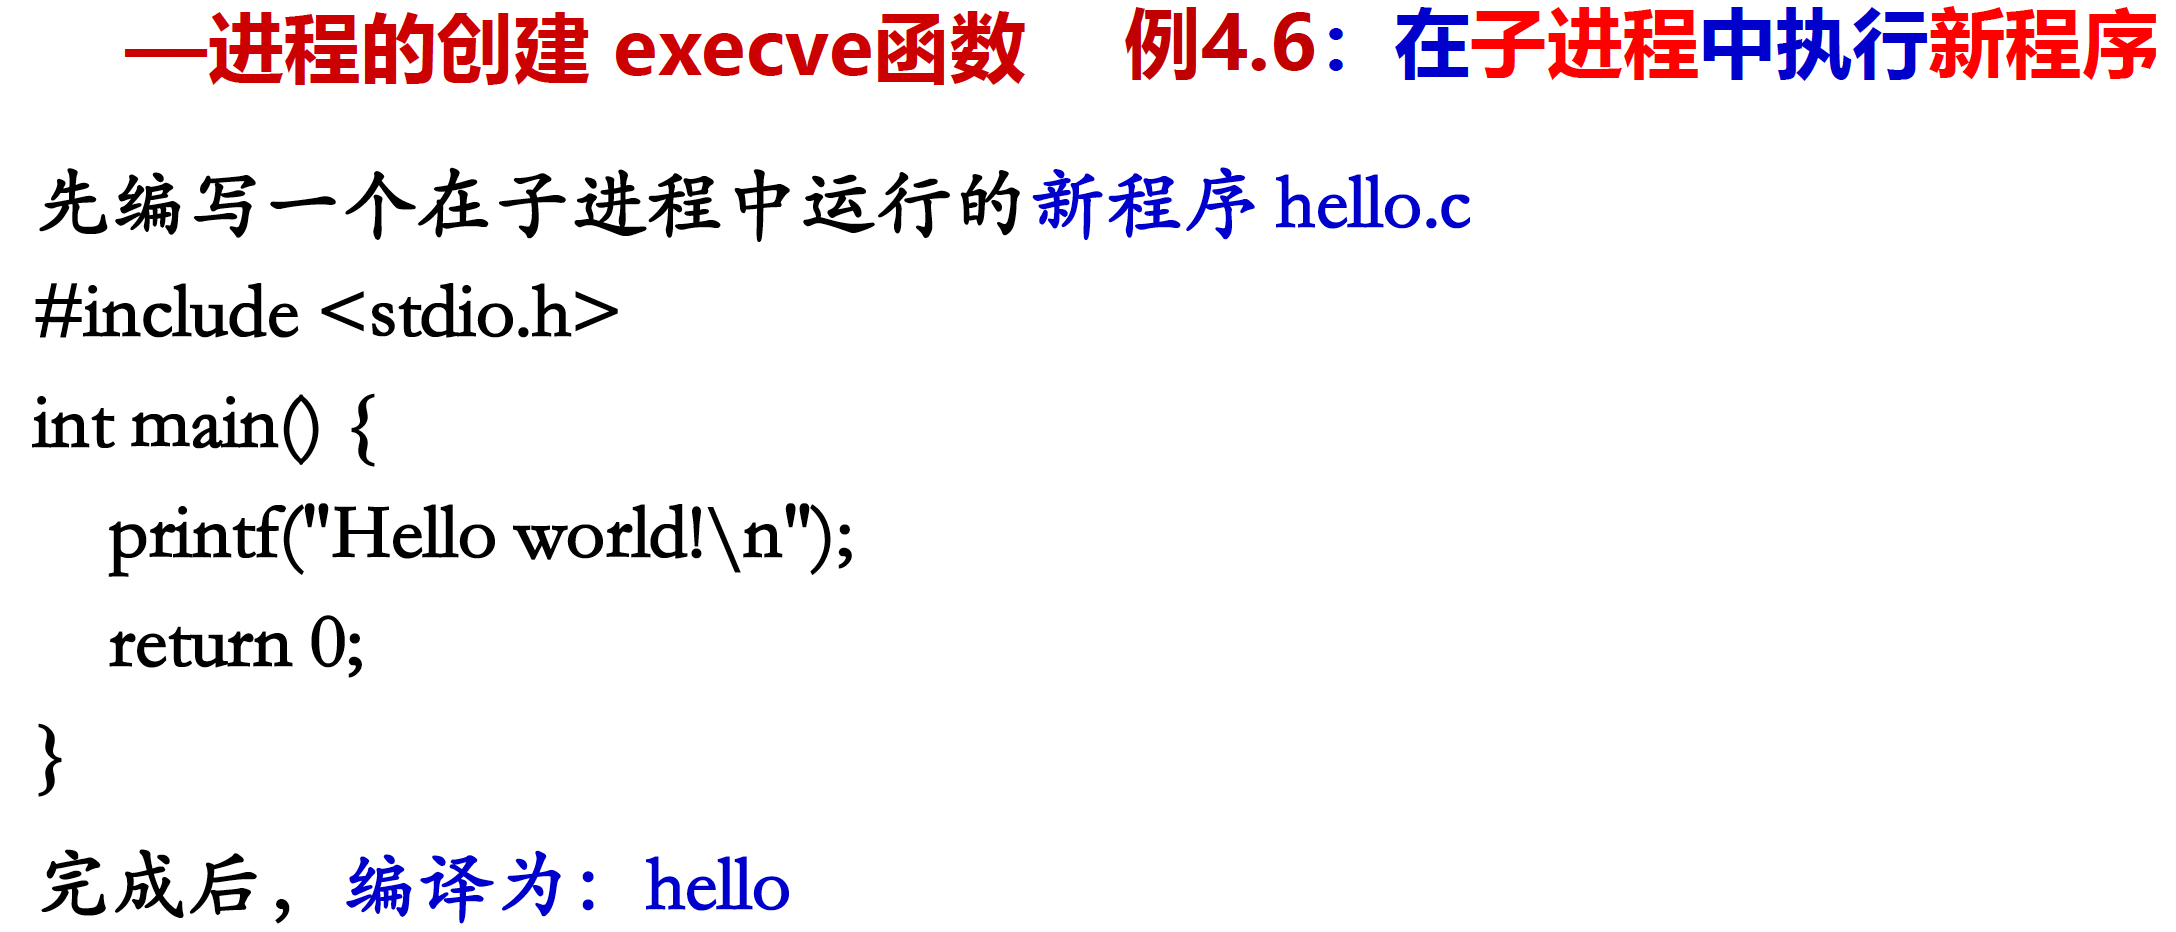 —进程的创建 execve函数 例4.6：在子进程中执行新程序
先编写一个在子进程中运行的新程序 hello.c
#include <stdio.h>
int main() {
printf("Hello world!\n");
return 0;
}
完成后，编译为：hello